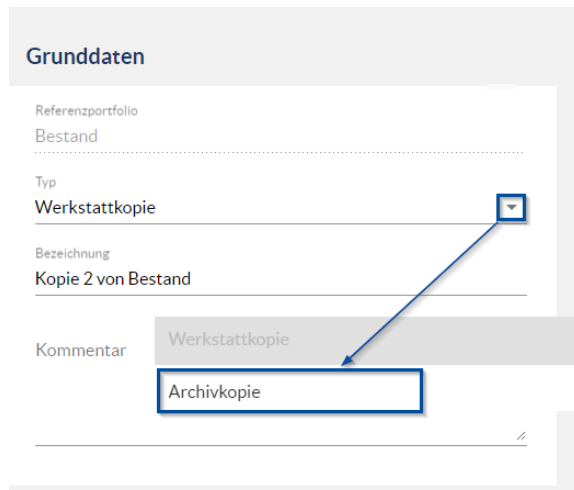 Grunddaten
Referenzportfolio
Bestand
Typ
Werkstattkopie
Bezeichnung
Kopie 2 von Bestand
Kommentar
Werkstattkopie
Archivkopie